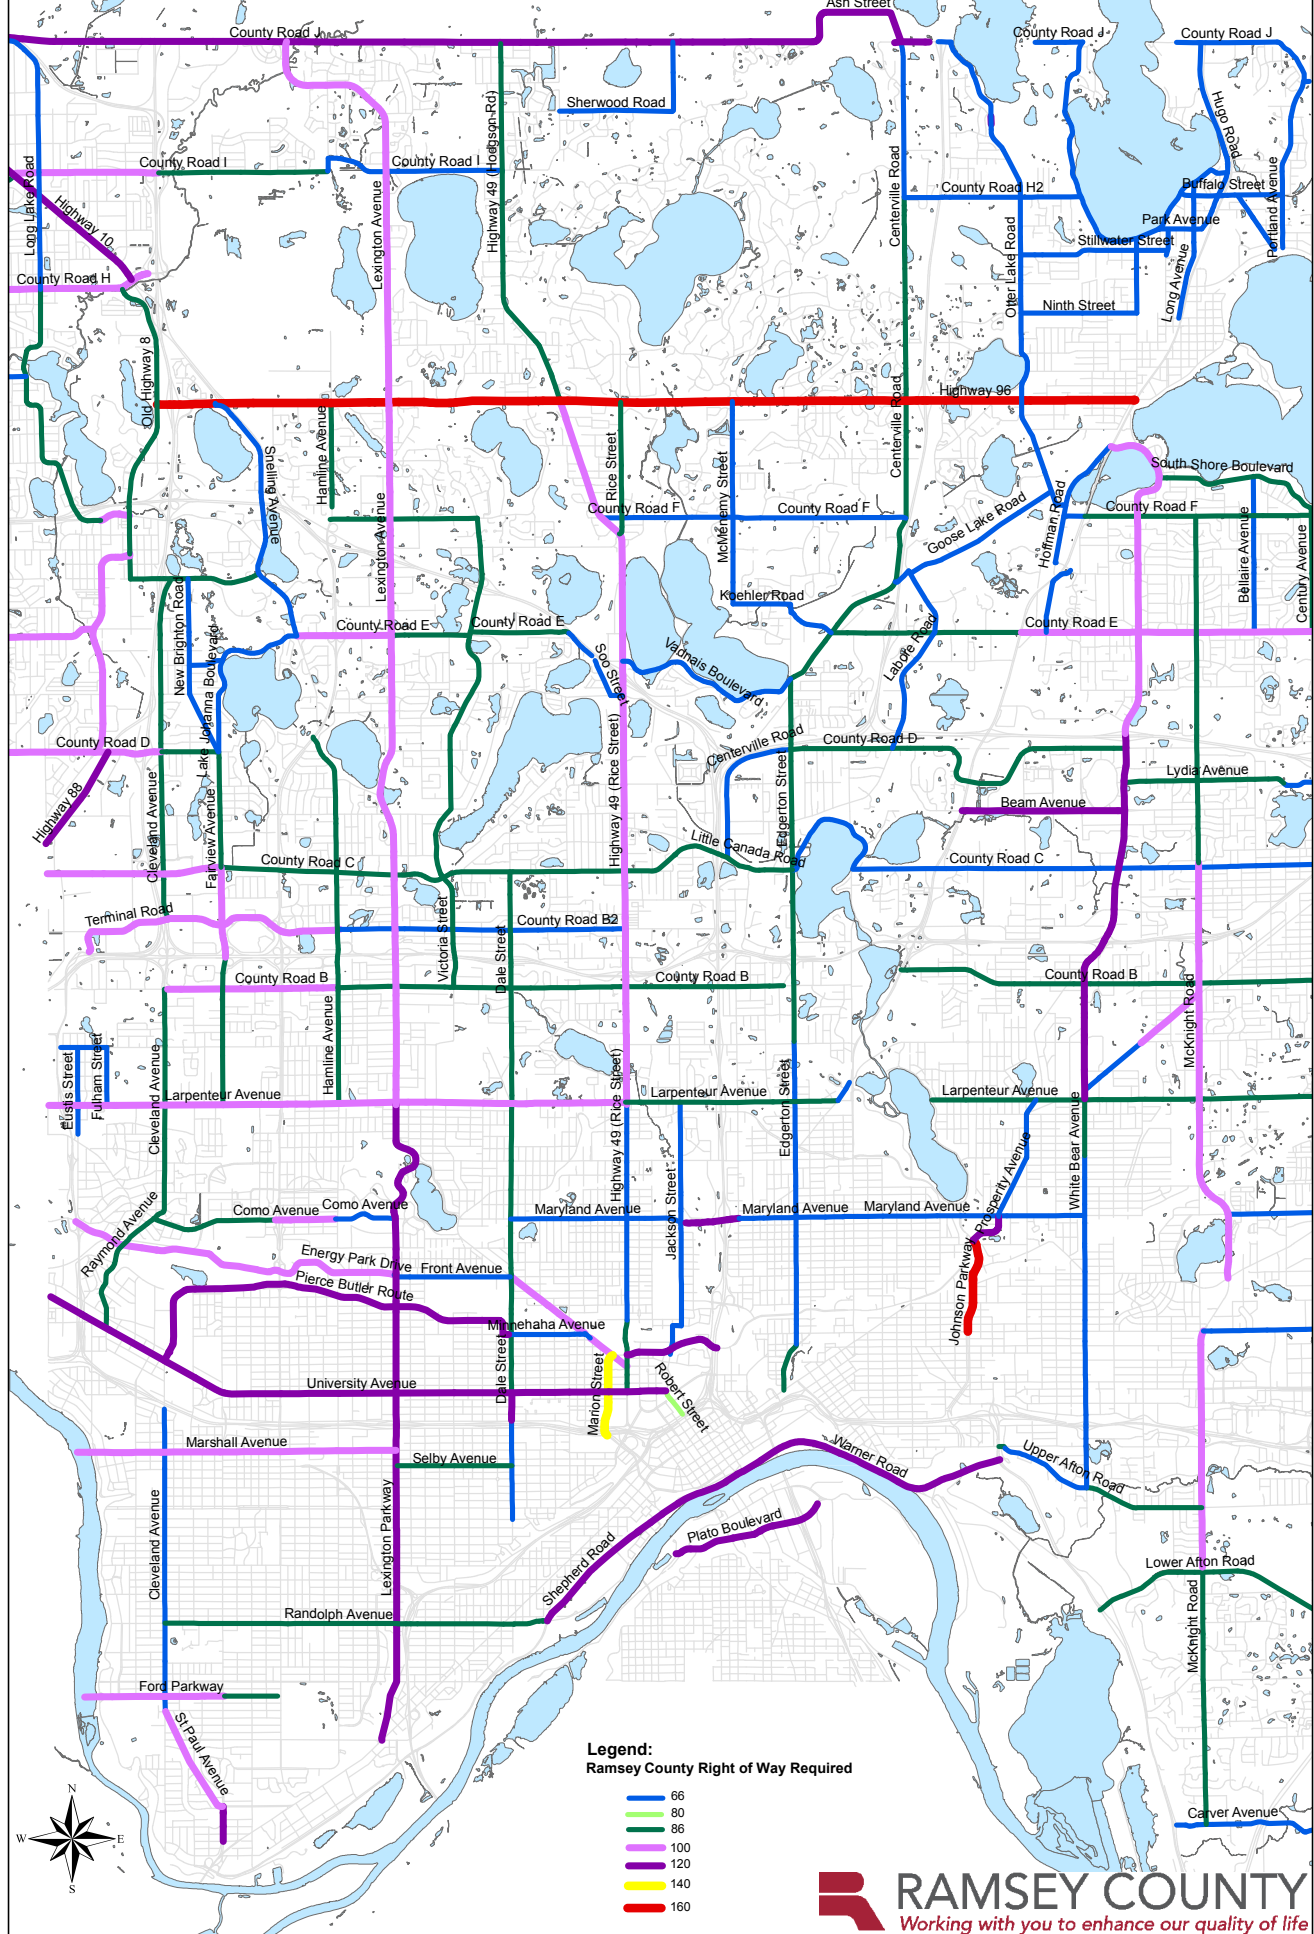 Ash Street
County Road J
County Road J
County Road J
Sherwood Road
Highway 49 (Hodgson Rd)
Hugo Road
Long Lake Road
County Road I
County Road I
Lexington Avenue
Centerville Road
County Road H2
Buffalo Street
Portland Avenue
Highway 10
Park Avenue
Stillwater Street
Otter Lake Road
Long Avenue
County Road H
Ninth Street
Old Highway 8
Highway 96
Centerville Road
Hamline Avenue
Snelling Avenue
Rice Street
McMenemy Street
South Shore Boulevard
Lexington Avenue
County Road F
County Road F
Goose Lake Road
Hoffman Road
County Road F
Bellaire Avenue
Century Avenue
New Brighton Road
Koehler Road
County Road E
County Road E
County Road E
Lake Johanna Boulevard
Soo Street
Vadnais Boulevard
Labore Road
County Road D
Centerville Road
County Road D
Highway 49 (Rice Street)
Edgerton Street
Lydia Avenue
Highway 88
Cleveland Avenue
Fairview Avenue
Beam Avenue
Little Canada Road
County Road C
County Road C
Terminal Road
Victoria Street
Dale Street
County Road B2
County Road B
County Road B
County Road B
McKnight Road
Eustis Street
Fulham Street
Cleveland Avenue
Hamline Avenue
Highway 49 (Rice Street)
Edgerton Street
Larpenteur Avenue
Larpenteur Avenue
Larpenteur Avenue
White Bear Avenue
Prosperity Avenue
Raymond Avenue
Como Avenue
Como Avenue
Maryland Avenue
Jackson Street
Maryland Avenue
Maryland Avenue
Energy Park Drive
Front Avenue
Pierce Butler Route
Johnson Parkway
Minnehaha Avenue
Dale Street
Marion Street
Robert Street
University Avenue
Marshall Avenue
Selby Avenue
Warner Road
Upper Afton Road
Cleveland Avenue
Lexington Parkway
Plato Boulevard
Shepherd Road
Lower Afton Road
McKnight Road
Randolph Avenue
Ford Parkway
St Paul Avenue
Legend:
Ramsey County Right of Way Required
66
80
86
100
120
140
160
N
W
E
S
Carver Avenue
RAMSEY COUNTY
Working with you to enhance our quality of life